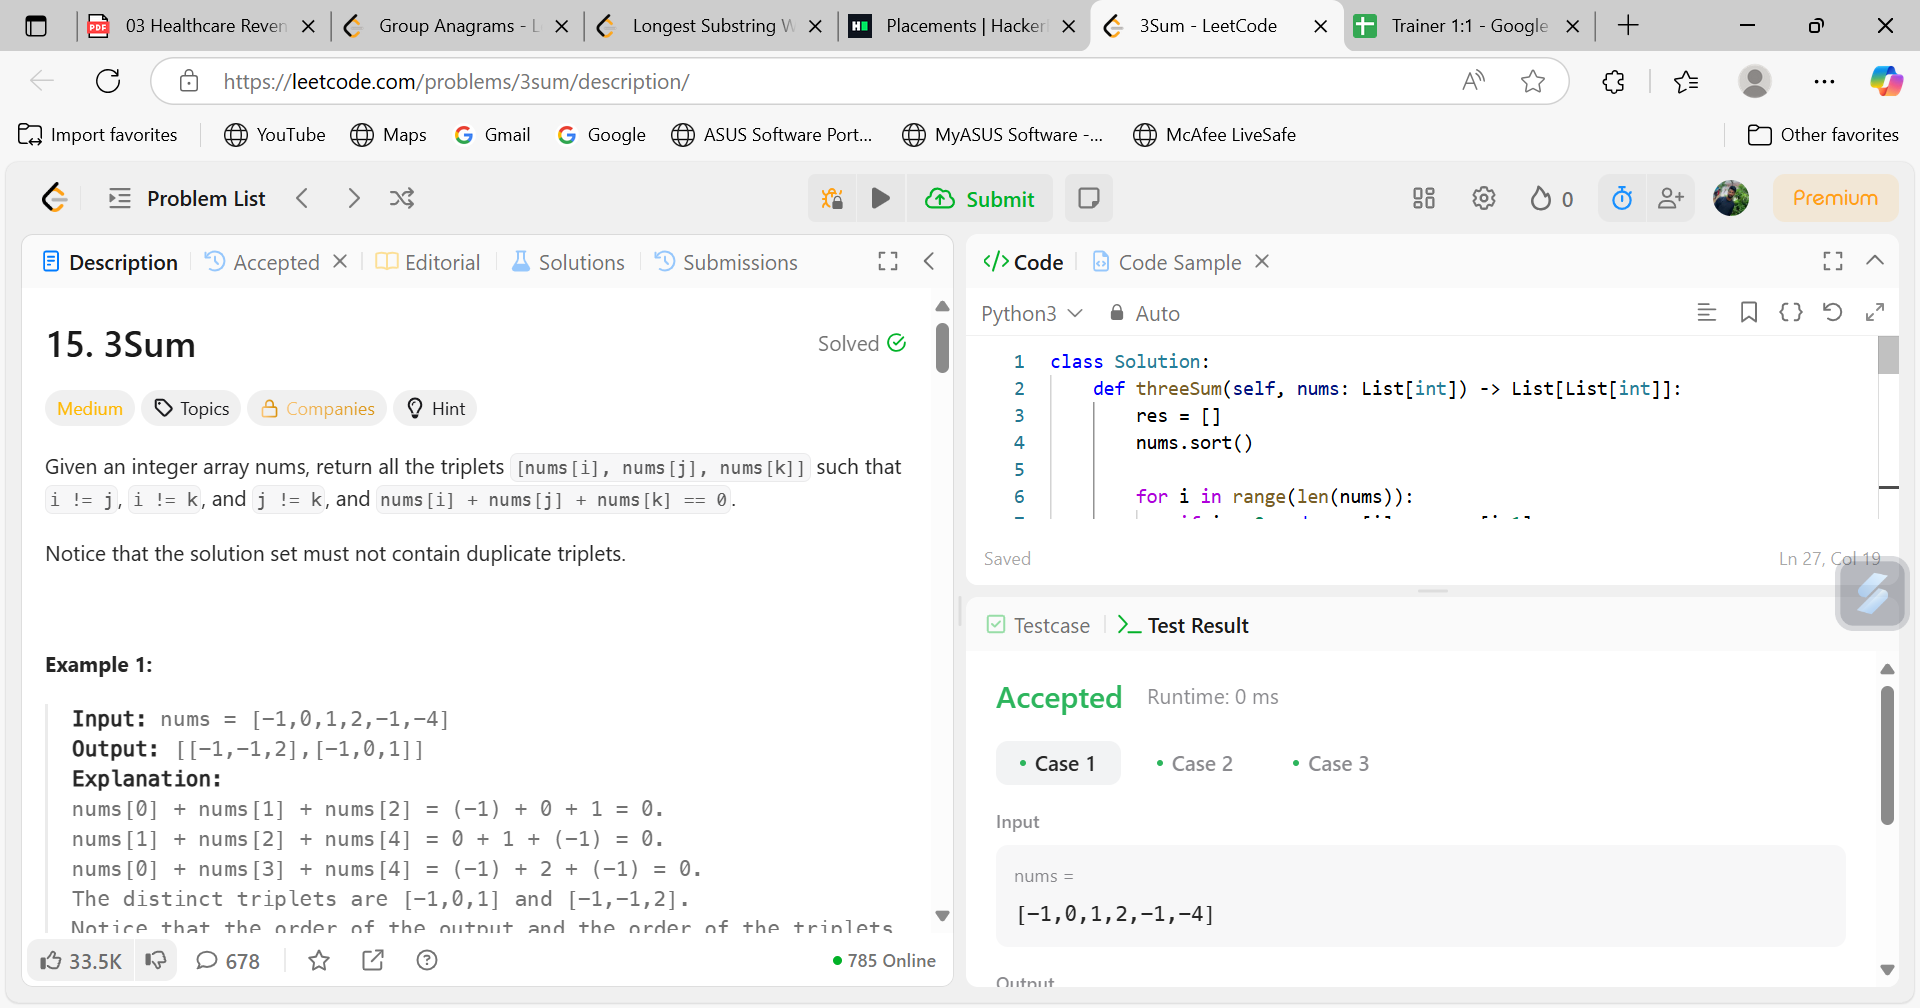 03 Healthcare Reven
Group Anagrams - L
Longest Substring W
Placements | Hackerl
3Sum - LeetCode
Trainer 1:1 - Google
https://leetcode.com/problems/3sum/description/
Import favorites
YouTube
Maps
Gmail
Google
ASUS Software Port...
MyASUS Software -...
McAfee LiveSafe
Other favorites
Problem List
Submit
0
Premium
Description
Accepted
Editorial
Solutions
Submissions
15. 3Sum
Solved
Medium
Topics
Companies
Hint
Given an integer array nums, return all the triplets [nums[i], nums[j], nums[k]] such that
i != j, i != k, and j != k, and nums[i] + nums[j] + nums[k] == 0.
Notice that the solution set must not contain duplicate triplets.
Example 1:
Input: nums = [-1,0,1,2,-1,-4]
Output: [[-1,-1,2],[-1,0,1]]
Explanation:
nums[0] + nums[1] + nums[2] = (-1) + 0 + 1 = 0.
nums[1] + nums[2] + nums[4] = 0 + 1 + (-1) = 0.
nums[0] + nums[3] + nums[4] = (-1) + 2 + (-1) = 0.
The distinct triplets are [-1,0,1] and [-1,-1,2].
Notice that the order of the output and the order of the triplets
33.5K
678
785 Online
</> Code
Code Sample
Python3
Auto
1 class Solution:
2 def threeSum(self, nums: List[int]) -> List[List[int]]:
3 res = []
4 nums.sort()
5
6 for i in range(len(nums)):
Saved
Ln 27, Col 19
Testcase
Test Result
Accepted
Runtime: 0 ms
Case 1
Case 2
Case 3
Input
nums =
[-1,0,1,2,-1,-4]
Output